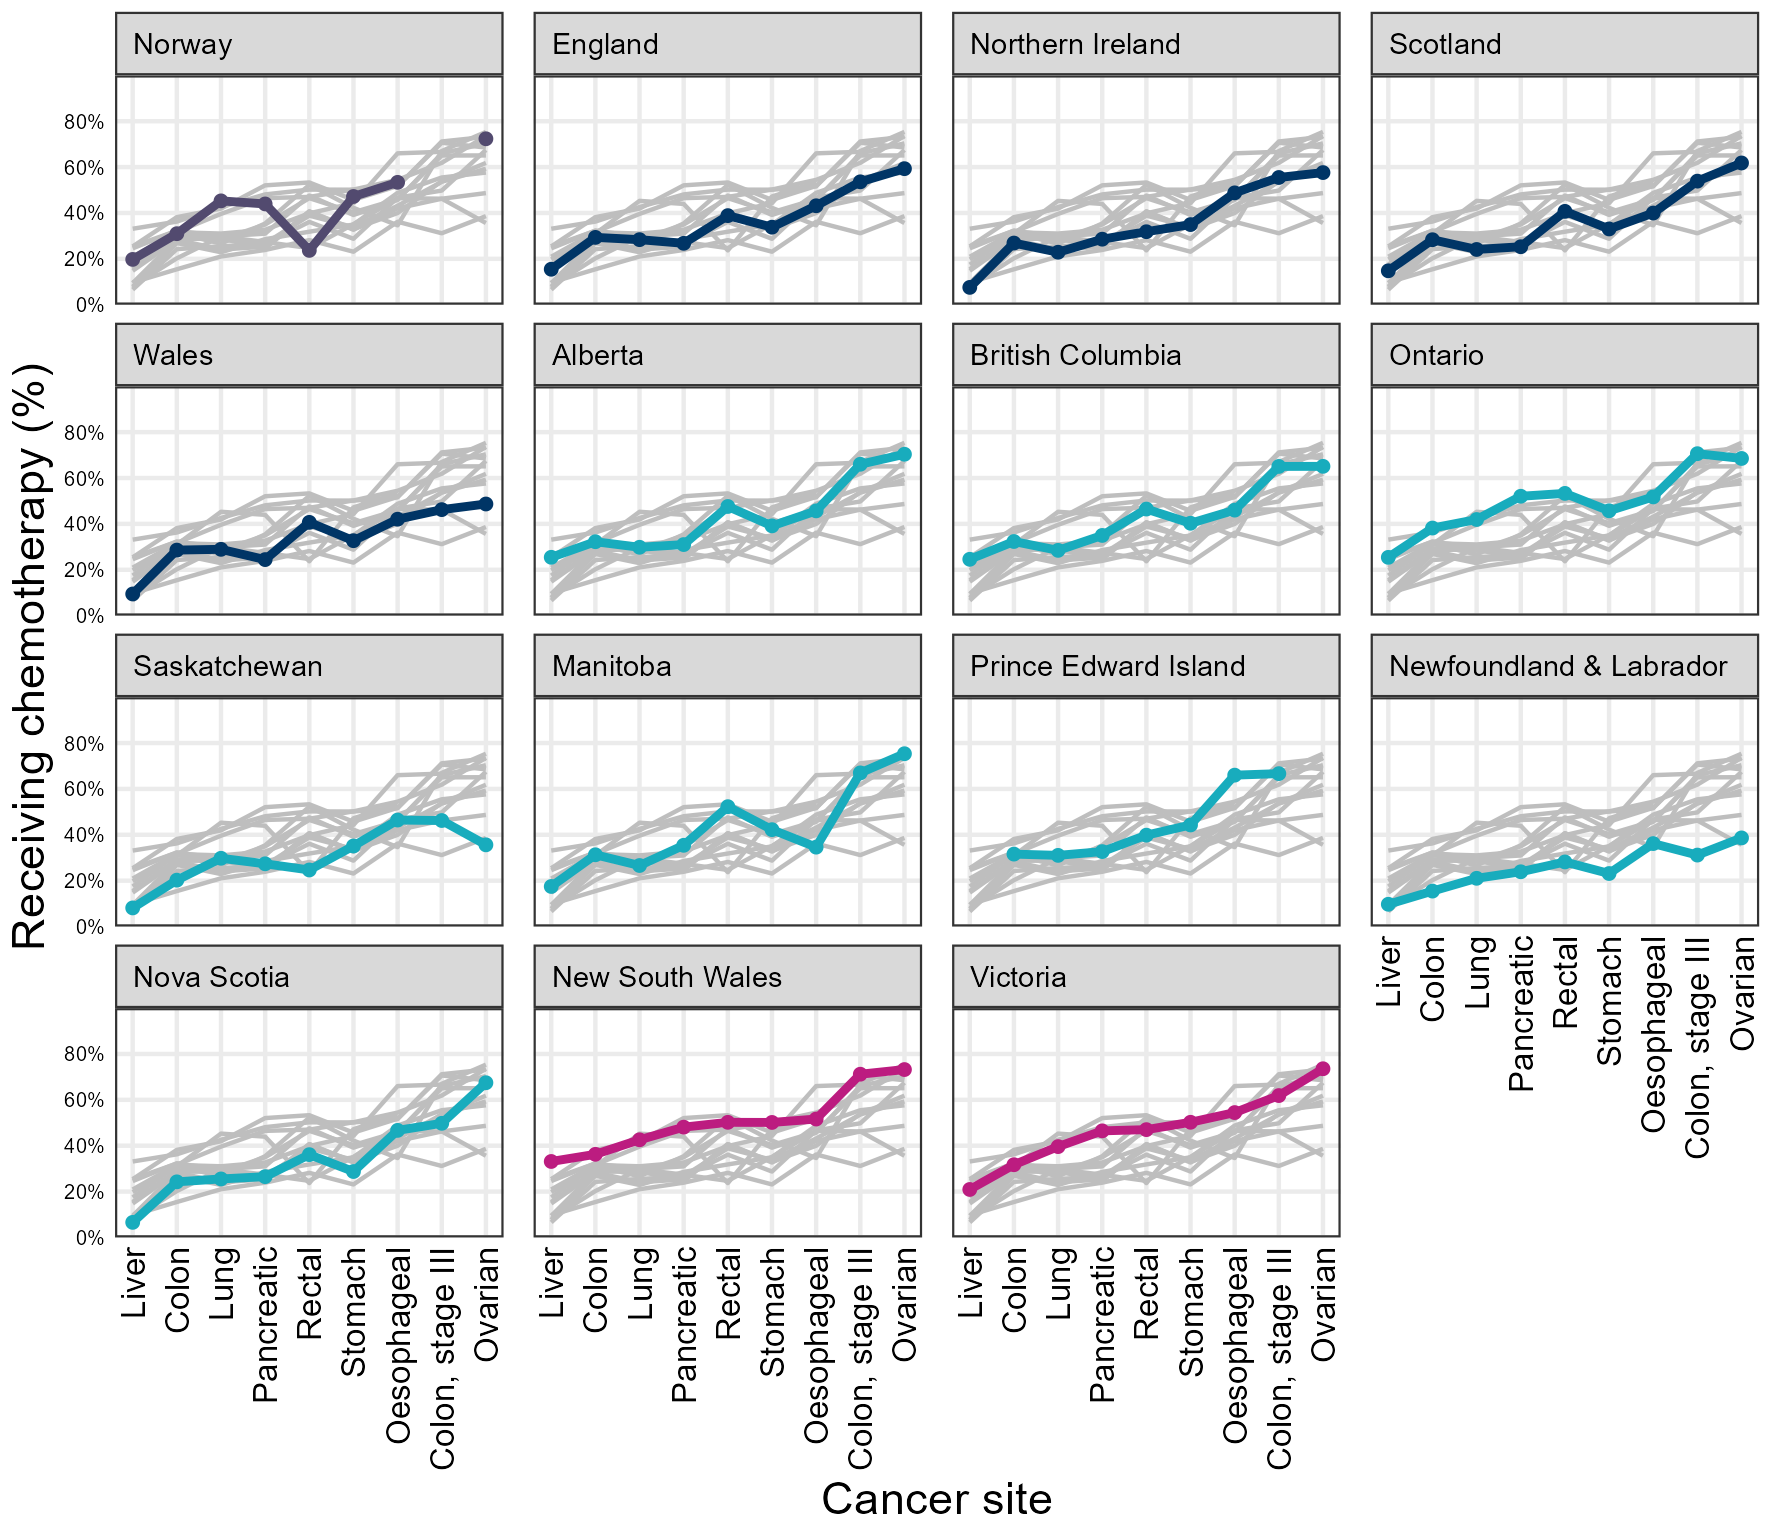 Norway
England
Northern Ireland
Scotland
80%
60%
40%
20%
0%
Wales
Alberta
British Columbia
Ontario
80%
60%
40%
20%
0%
Saskatchewan
Manitoba
Prince Edward Island
Newfoundland & Labrador
80%
60%
40%
20%
0%
Liver
Colon
Lung
Pancreatic
Rectal
Stomach
Oesophageal
Colon, stage III
Ovarian
Nova Scotia
New South Wales
Victoria
80%
60%
40%
20%
0%
Liver
Colon
Lung
Pancreatic
Rectal
Stomach
Oesophageal
Colon, stage III
Ovarian
Liver
Colon
Lung
Pancreatic
Rectal
Stomach
Oesophageal
Colon, stage III
Ovarian
Liver
Colon
Lung
Pancreatic
Rectal
Stomach
Oesophageal
Colon, stage III
Ovarian
Receiving chemotherapy (%)
Cancer site